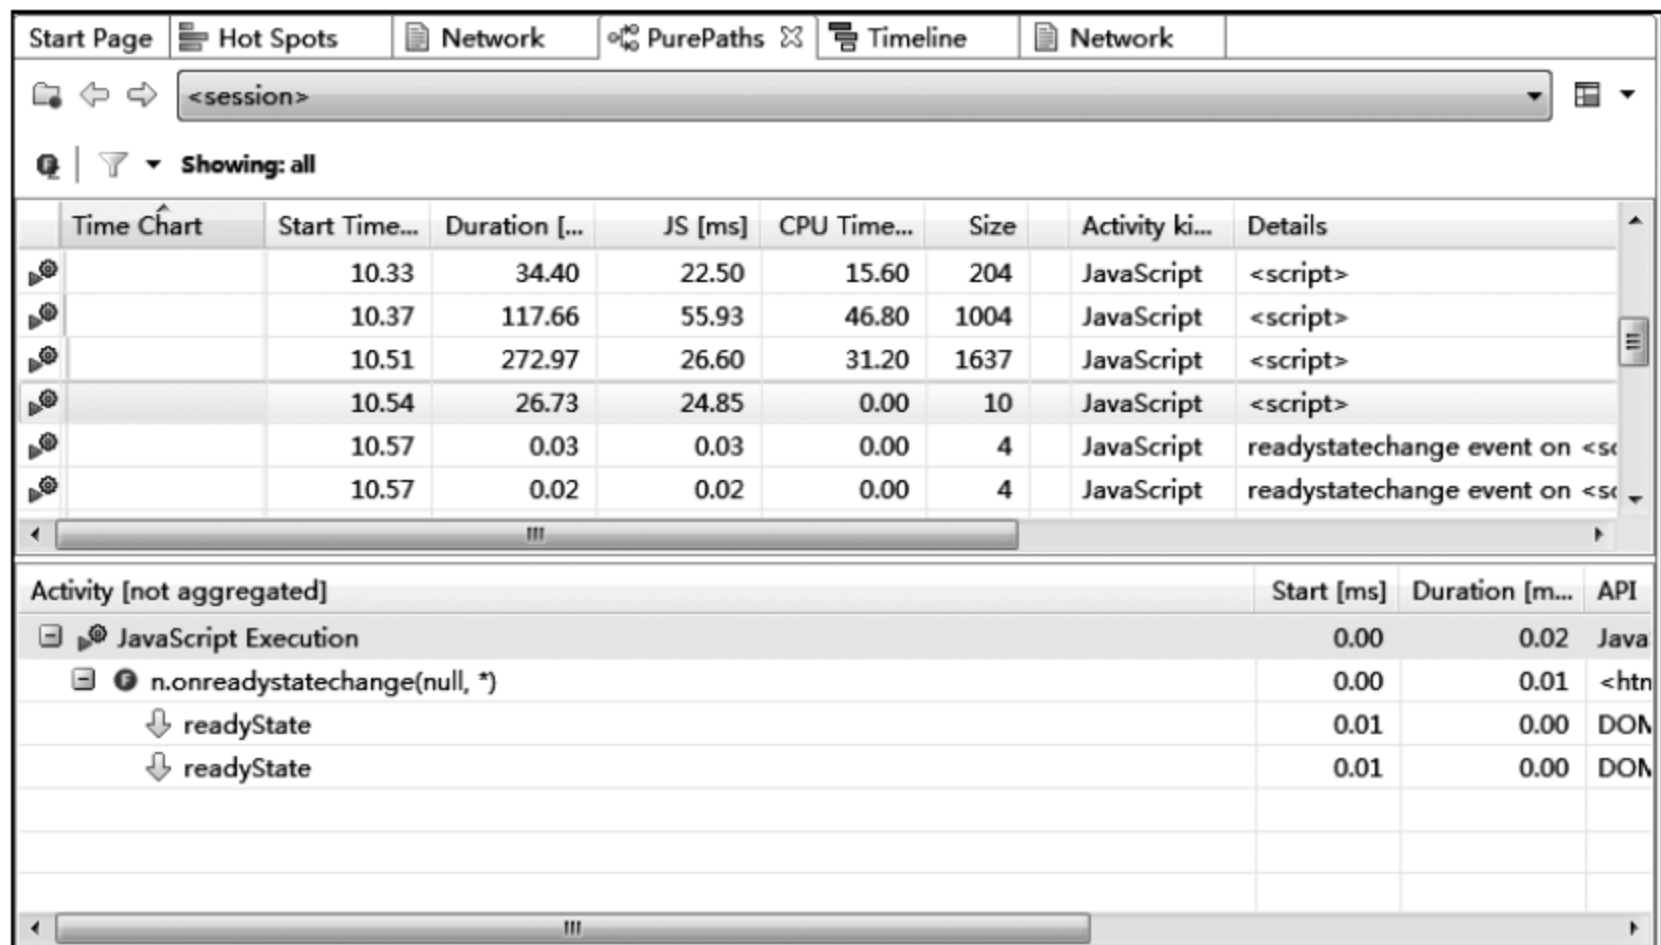 Start Page Hot Spots Network PurePaths Timeline Network
<session>
Showing: all
Time Chart Start Time... Duration [... JS [ms] CPU Time... Size Activity ki... Details
10.33 34.40 22.50 15.60 204 JavaScript <script>
10.37 117.66 55.93 46.80 1004 JavaScript <script>
10.51 272.97 26.60 31.20 1637 JavaScript <script>
10.54 26.73 24.85 0.00 10 JavaScript <script>
10.57 0.03 0.03 0.00 4 JavaScript readystatechange event on <sc
10.57 0.02 0.02 0.00 4 JavaScript readystatechange event on <sc
Activity [not aggregated] Start [ms] Duration [m... API
JavaScript Execution 0.00 0.02 Java
n.onreadystatechange(null, *) 0.00 0.01 <htn
readyState 0.01 0.00 DOM
readyState 0.01 0.00 DOM